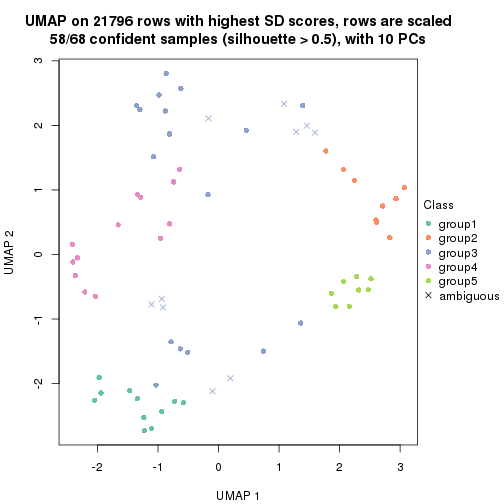 UMAP on 21796 rows with highest SD scores, rows are scaled
58/68 confident samples (silhouette > 0.5), with 10 PCs
3
2
1
0
-1
-2
UMAP 2
-2
-1
0
1
2
3
UMAP 1
Class
group1
group2
group3
group4
group5
ambiguous